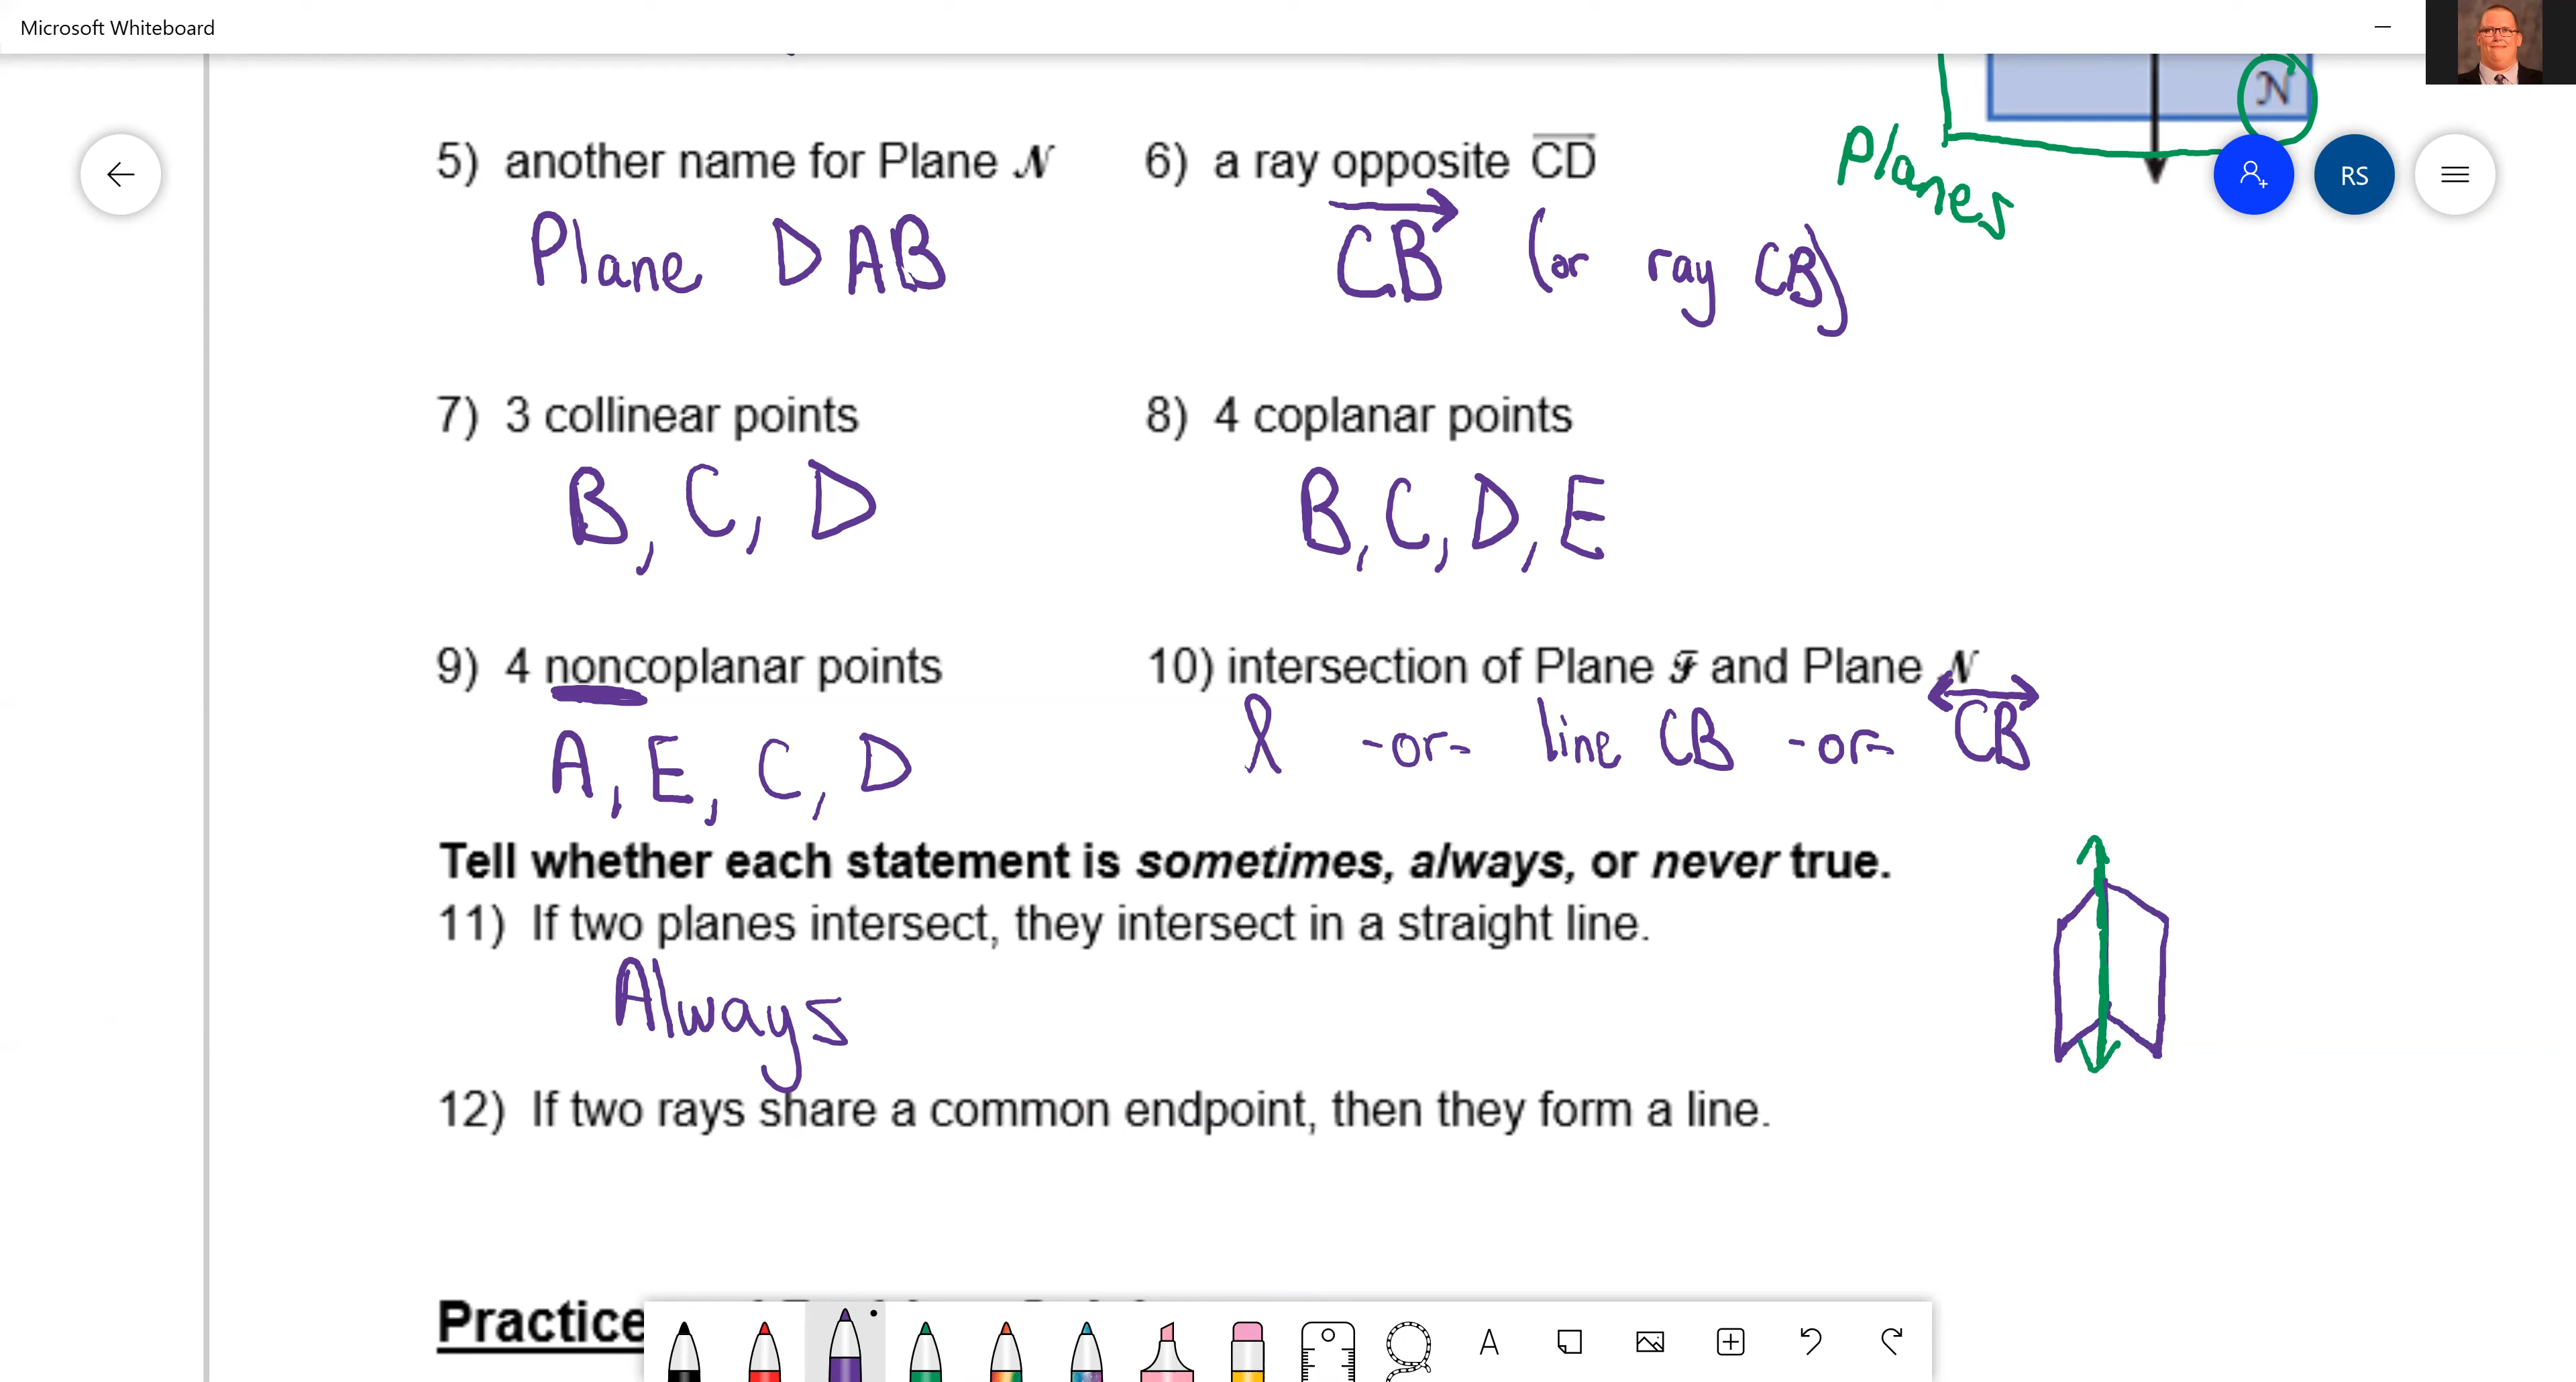 Microsoft Whiteboard
N
Planes
RS
5) another name for Plane N
6) a ray opposite CD
Plane DAB
CB (or ray CB)
7) 3 collinear points
8) 4 coplanar points
B, C, D
B, C, D, E
9) 4 noncoplanar points
10) intersection of Plane F and Plane N
A, E, C, D
l -or- line CB -or- CB
Tell whether each statement is sometimes, always, or never true.
11) If two planes intersect, they intersect in a straight line.
Always
12) If two rays share a common endpoint, then they form a line.
Practice